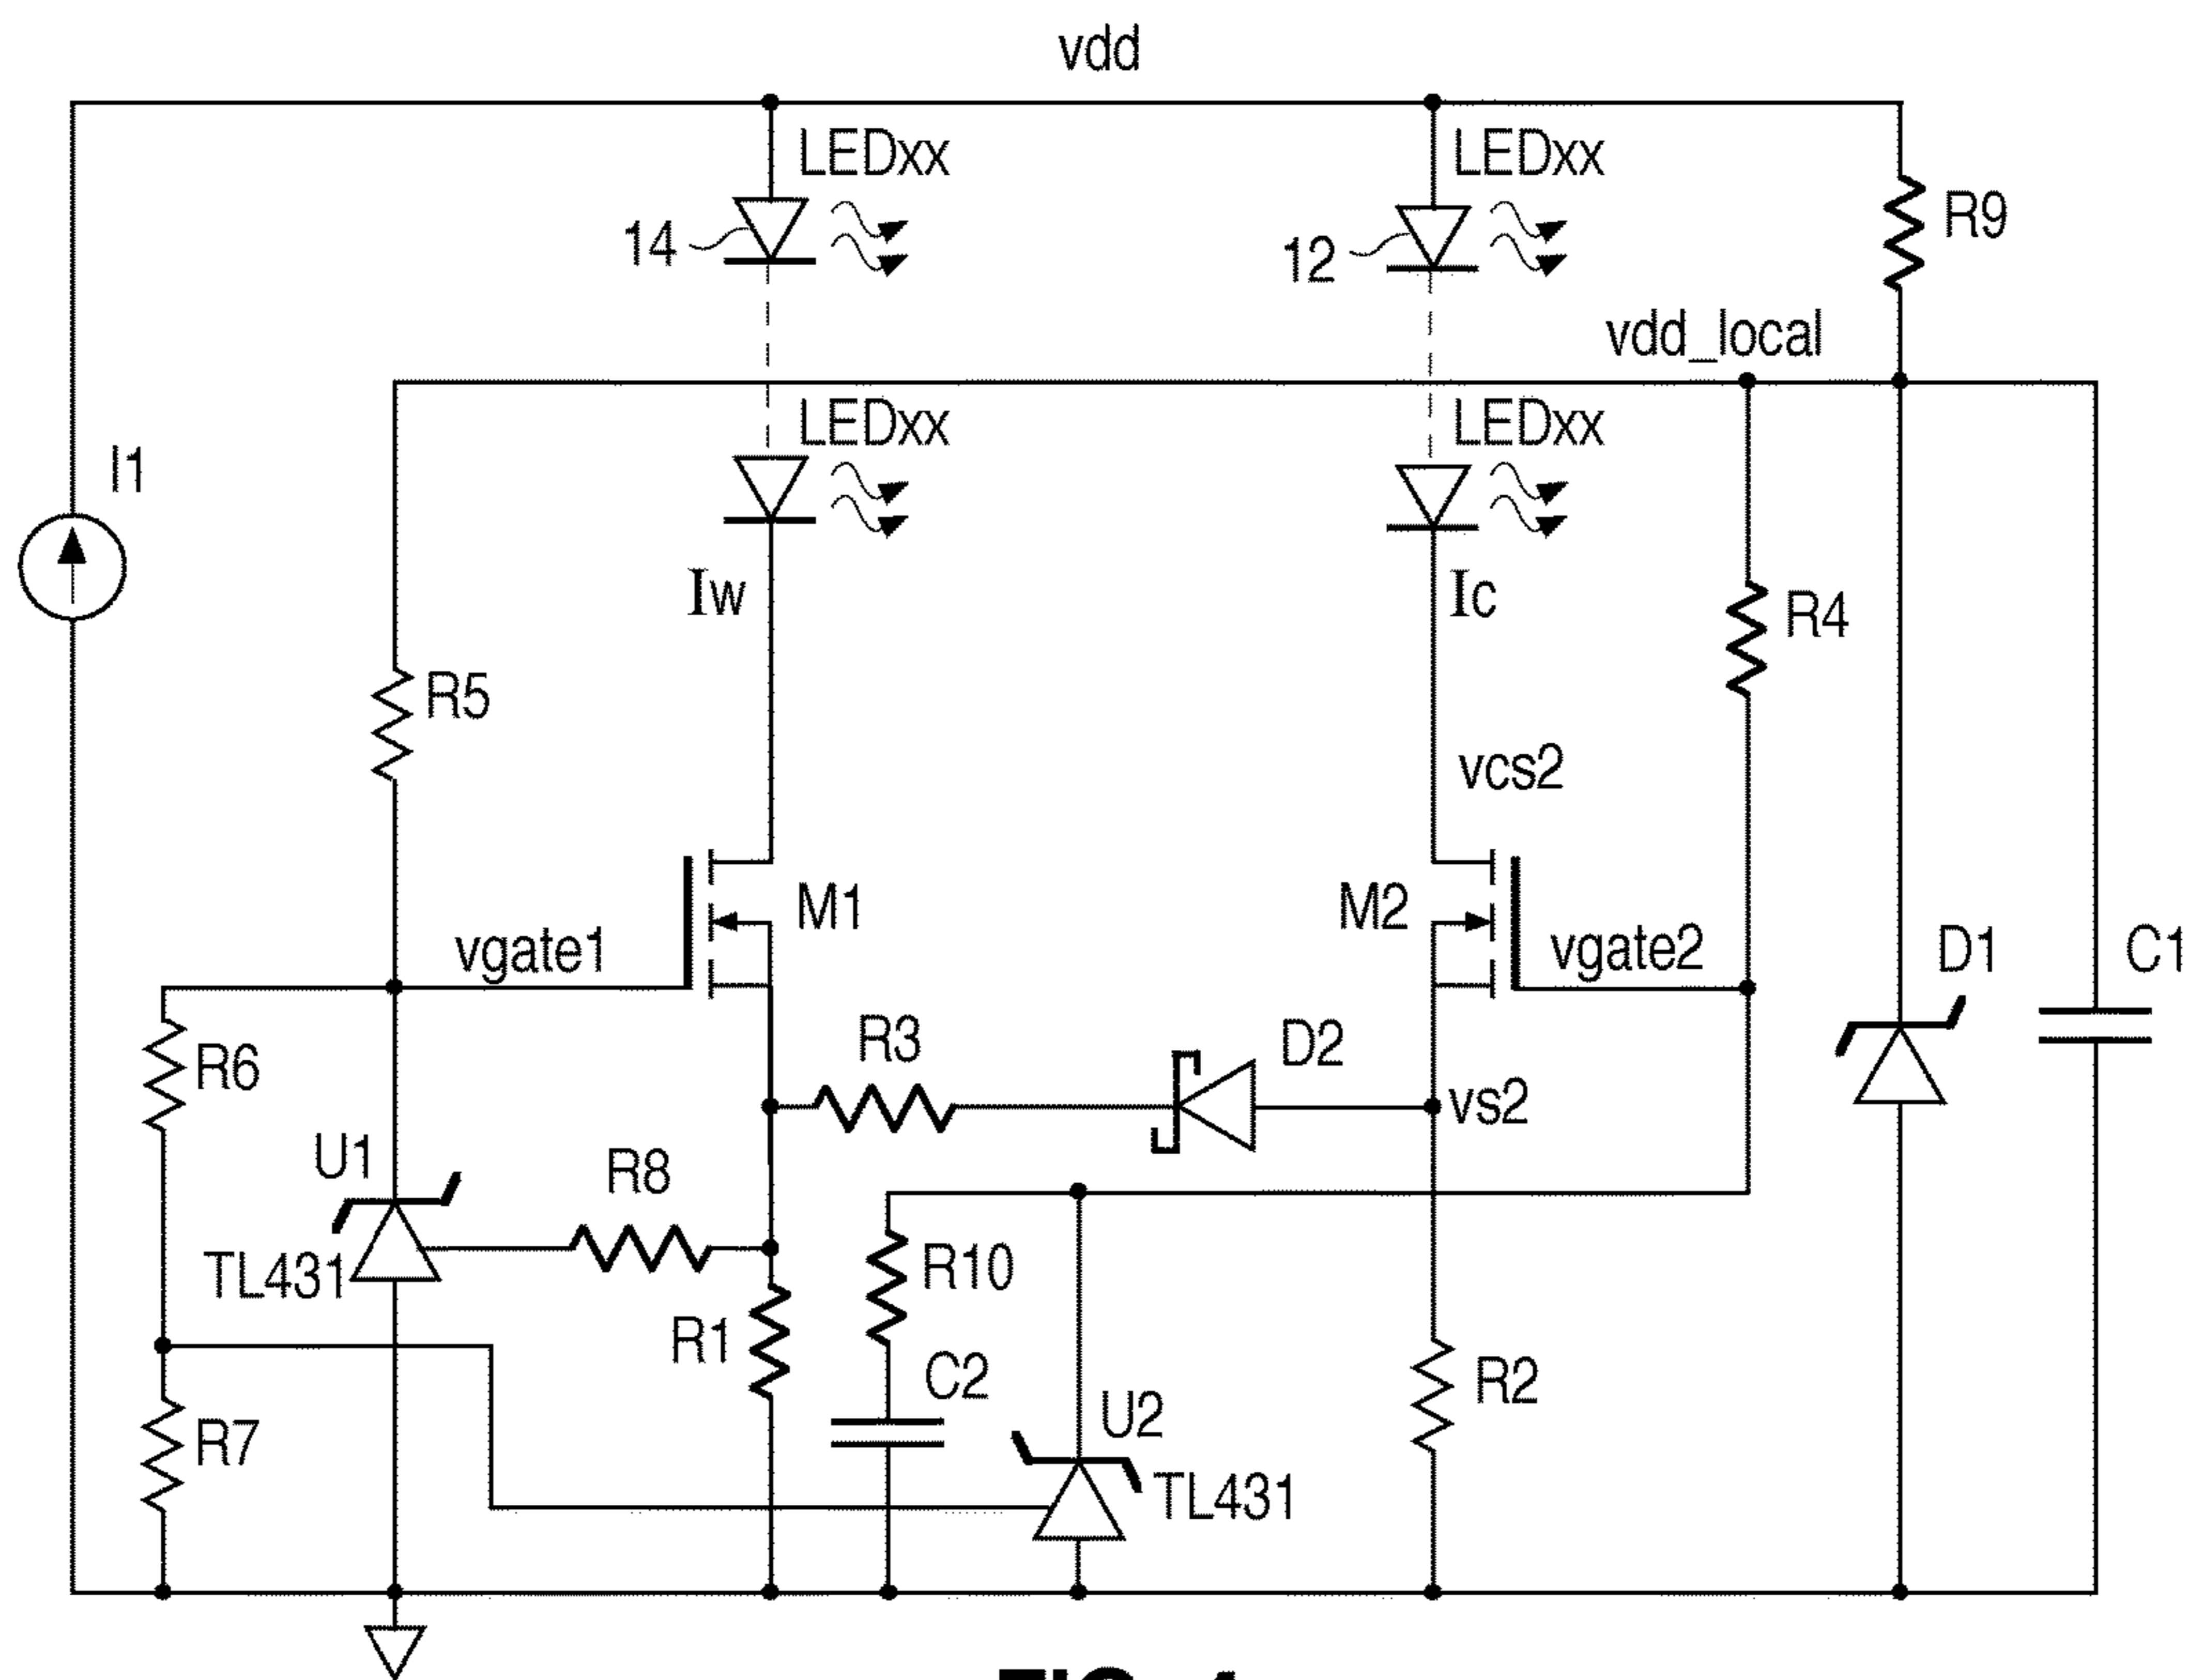 vdd
LEDxx
LEDxx
14
12
R9
vdd_local
LEDxx
LEDxx
I1
Iw
Ic
R4
R5
vcs2
M1
M2
vgate1
vgate2
D1
C1
R3
D2
R6
vs2
U1
R8
TL431
R10
R1
C2
R2
U2
R7
TL431